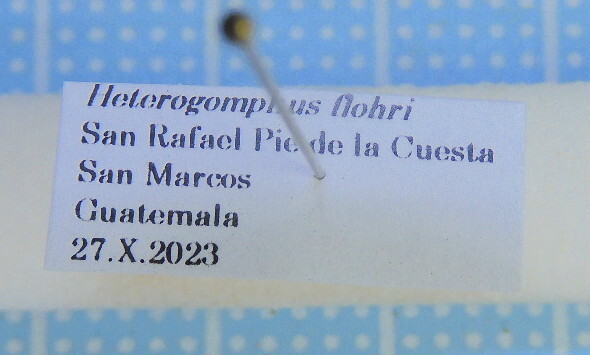 Heterogomphus flohri
San Rafael Pie de la Cuesta
San Marcos
Guatemala
27.X.2023